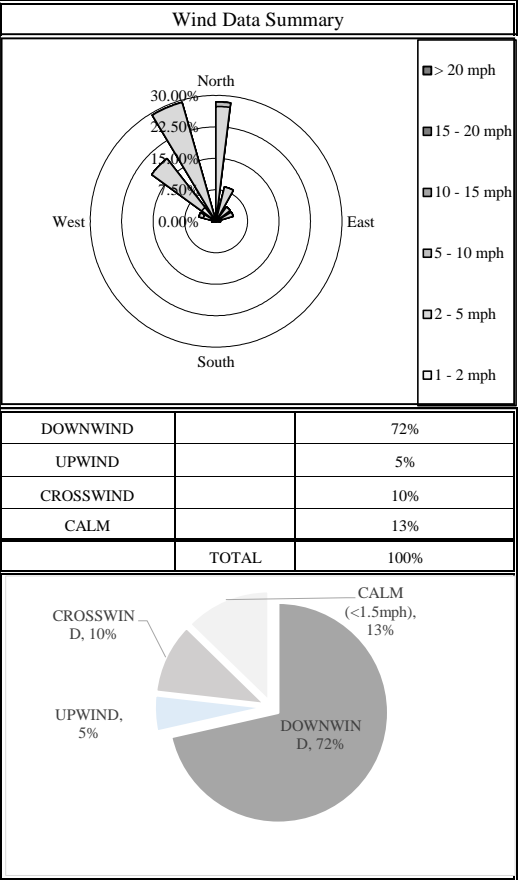 Wind Data Summary
North
30.00%
22.50%
15.00%
7.50%
0.00%
West
East
South
> 20 mph
15 - 20 mph
10 - 15 mph
5 - 10 mph
2 - 5 mph
1 - 2 mph
DOWNWIND 72%
UPWIND 5%
CROSSWIND 10%
CALM 13%
TOTAL 100%
CALM
(<1.5mph),
13%
CROSSWIN
D, 10%
UPWIND,
5%
DOWNWIN
D, 72%